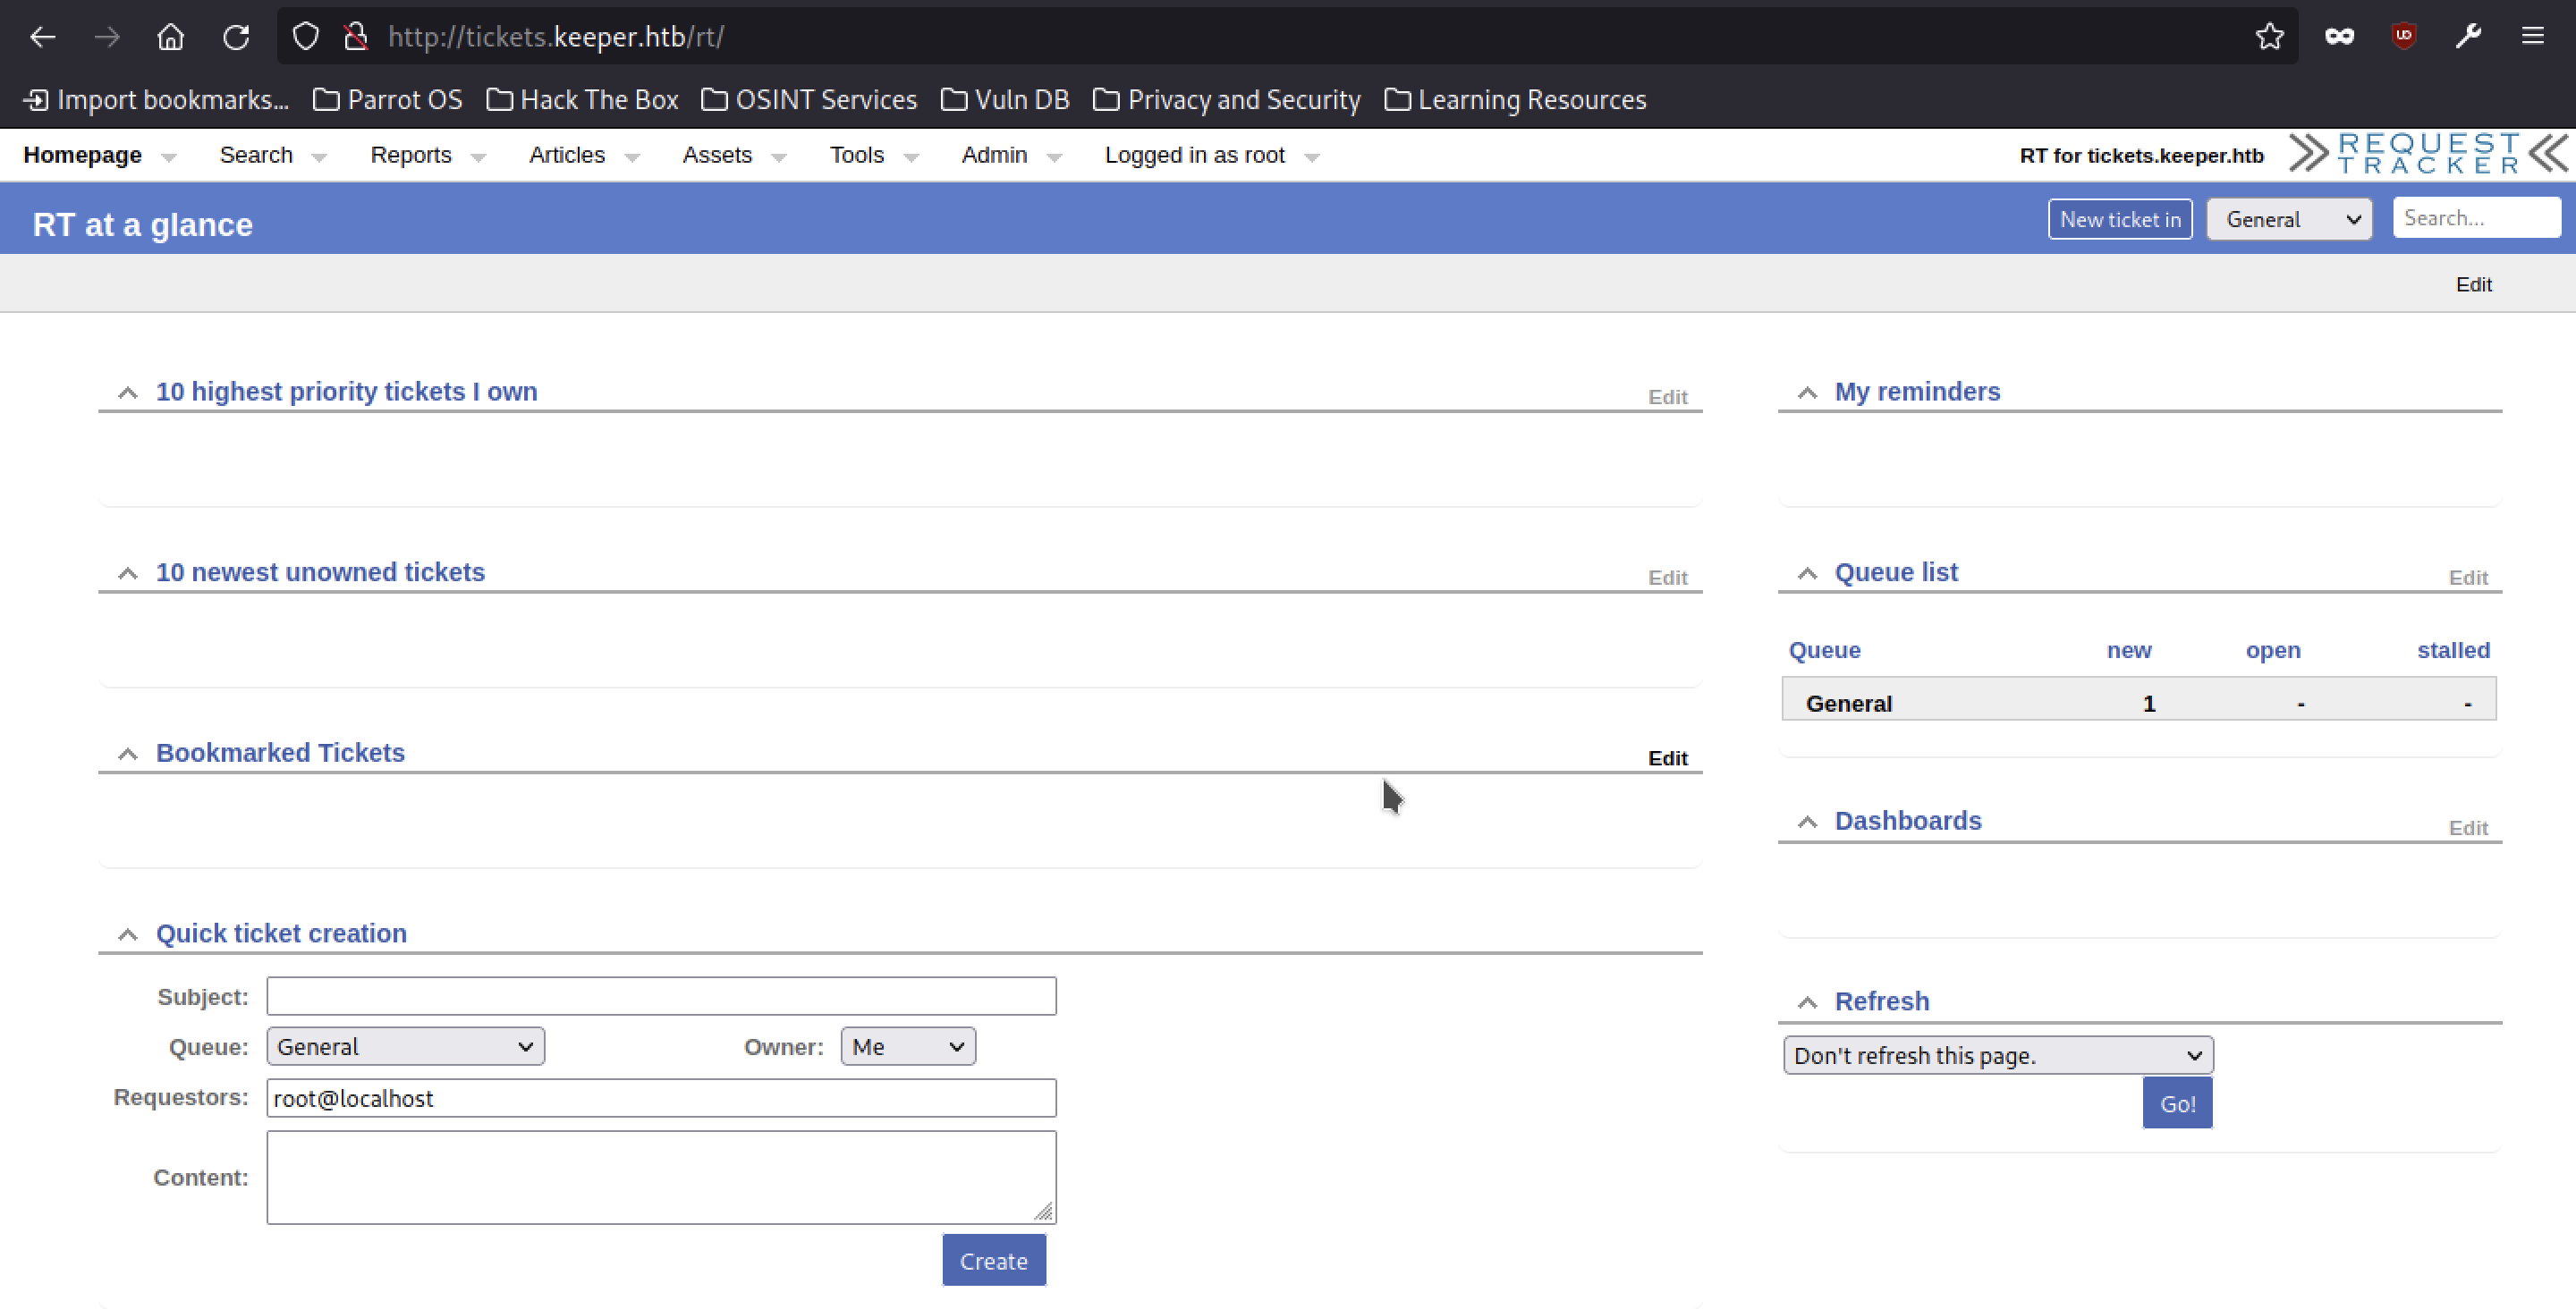 http://tickets.keeper.htb/rt/
Import bookmarks... Parrot OS Hack The Box OSINT Services Vuln DB Privacy and Security Learning Resources
Homepage Search Reports Articles Assets Tools Admin Logged in as root RT for tickets.keeper.htb REQUEST TRACKER
RT at a glance New ticket in General Search...
Edit
10 highest priority tickets I own Edit
My reminders
10 newest unowned tickets Edit
Queue list Edit
Queue new open stalled
General 1 - -
Bookmarked Tickets Edit
Dashboards Edit
Quick ticket creation
Subject:
Queue: General Owner: Me
Requestors: root@localhost
Content:
Create
Refresh
Don't refresh this page.
Go!